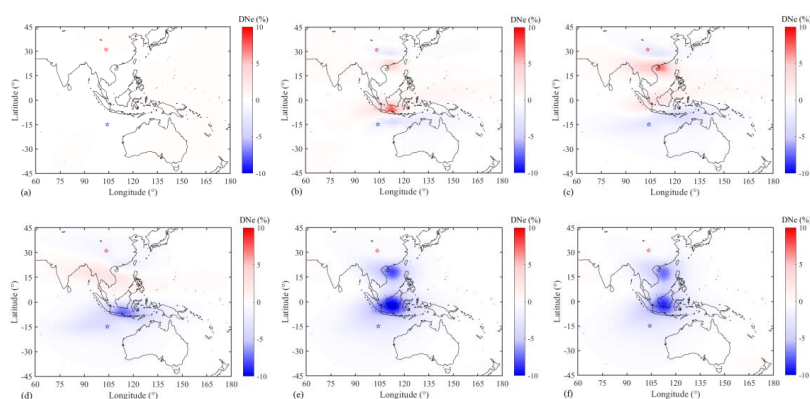 DNe (%) DNe (%) DNe (%)
45 10 45 10 45 10
30 30 30
15 5 15 5 15 5
Latitude (°) Latitude (°) Latitude (°)
0 0 0 0 0 0
-15 -5 -15 -5 -15 -5
-30 -30 -30
-45 -10 -45 -10 -45 -10
60 75 90 105 120 135 150 165 180 60 75 90 105 120 135 150 165 180 60 75 90 105 120 135 150 165 180
(a) Longitude (°) (b) Longitude (°) (c) Longitude (°)
DNe (%) DNe (%) DNe (%)
45 10 45 10 45 10
30 30 30
15 5 15 5 15 5
Latitude (°) Latitude (°) Latitude (°)
0 0 0 0 0 0
-15 -5 -15 -5 -15 -5
-30 -30 -30
-45 -10 -45 -10 -45 -10
60 75 90 105 120 135 150 165 180 60 75 90 105 120 135 150 165 180 60 75 90 105 120 135 150 165 180
(d) Longitude (°) (e) Longitude (°) (f) Longitude (°)